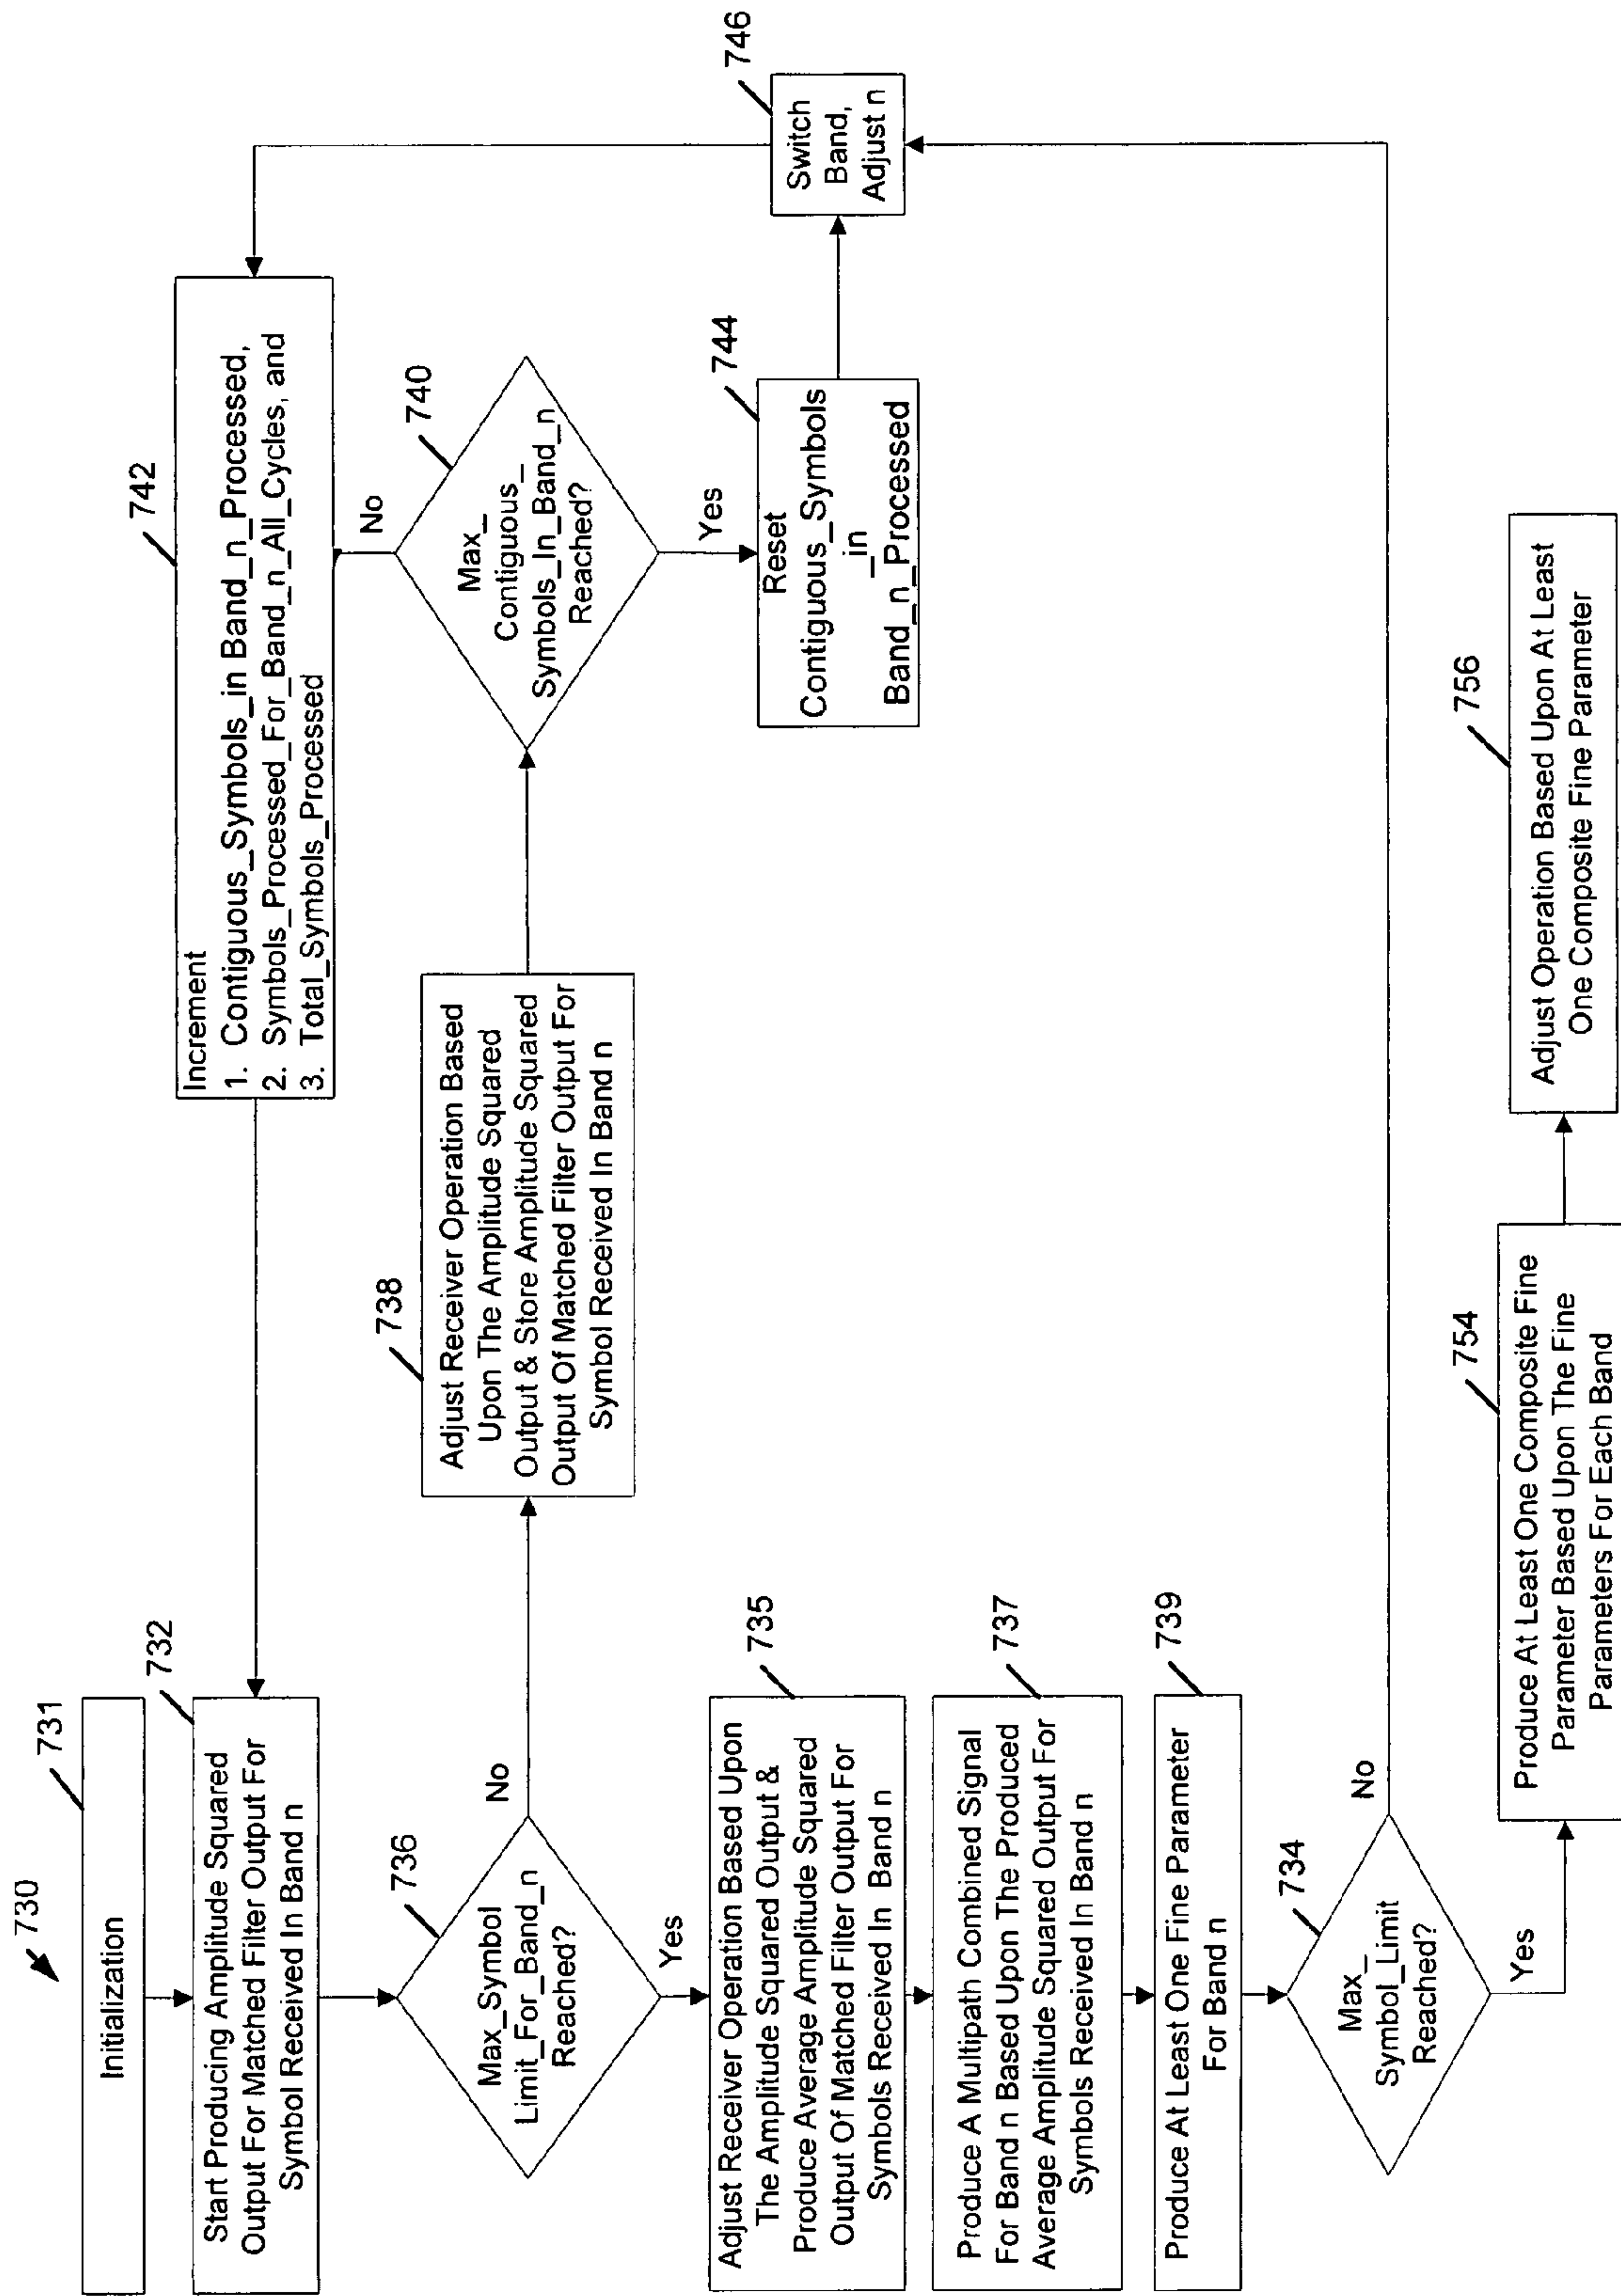 730
731
Initialization
732
Start Producing Amplitude Squared
Output For Matched Filter Output For
Symbol Received In Band n
736
Max_Symbol
Limit_For_Band_n
Reached?
No
Yes
735
Adjust Receiver Operation Based Upon
The Amplitude Squared Output &
Produce Average Amplitude Squared
Output Of Matched Filter Output For
Symbols Received In Band n
737
Produce A Multipath Combined Signal
For Band n Based Upon The Produced
Average Amplitude Squared Output For
Symbols Received In Band n
739
Produce At Least One Fine Parameter
For Band n
734
Max_
Symbol_Limit
Reached?
No
Yes
738
Adjust Receiver Operation Based
Upon The Amplitude Squared
Output & Store Amplitude Squared
Output Of Matched Filter Output For
Symbol Received In Band n
742
Increment
1. Contiguous_Symbols_in Band_n_Processed,
2. Symbols_Processed_For_Band_n_All_Cycles, and
3. Total_Symbols_Processed
740
Max_
Contiguous_
Symbols_In_Band_n
Reached?
No
Yes
744
Reset
Contiguous_Symbols
_in
Band_n_Processed
746
Switch
Band,
Adjust n
754
Produce At Least One Composite Fine
Parameter Based Upon The Fine
Parameters For Each Band
756
Adjust Operation Based Upon At Least
One Composite Fine Parameter